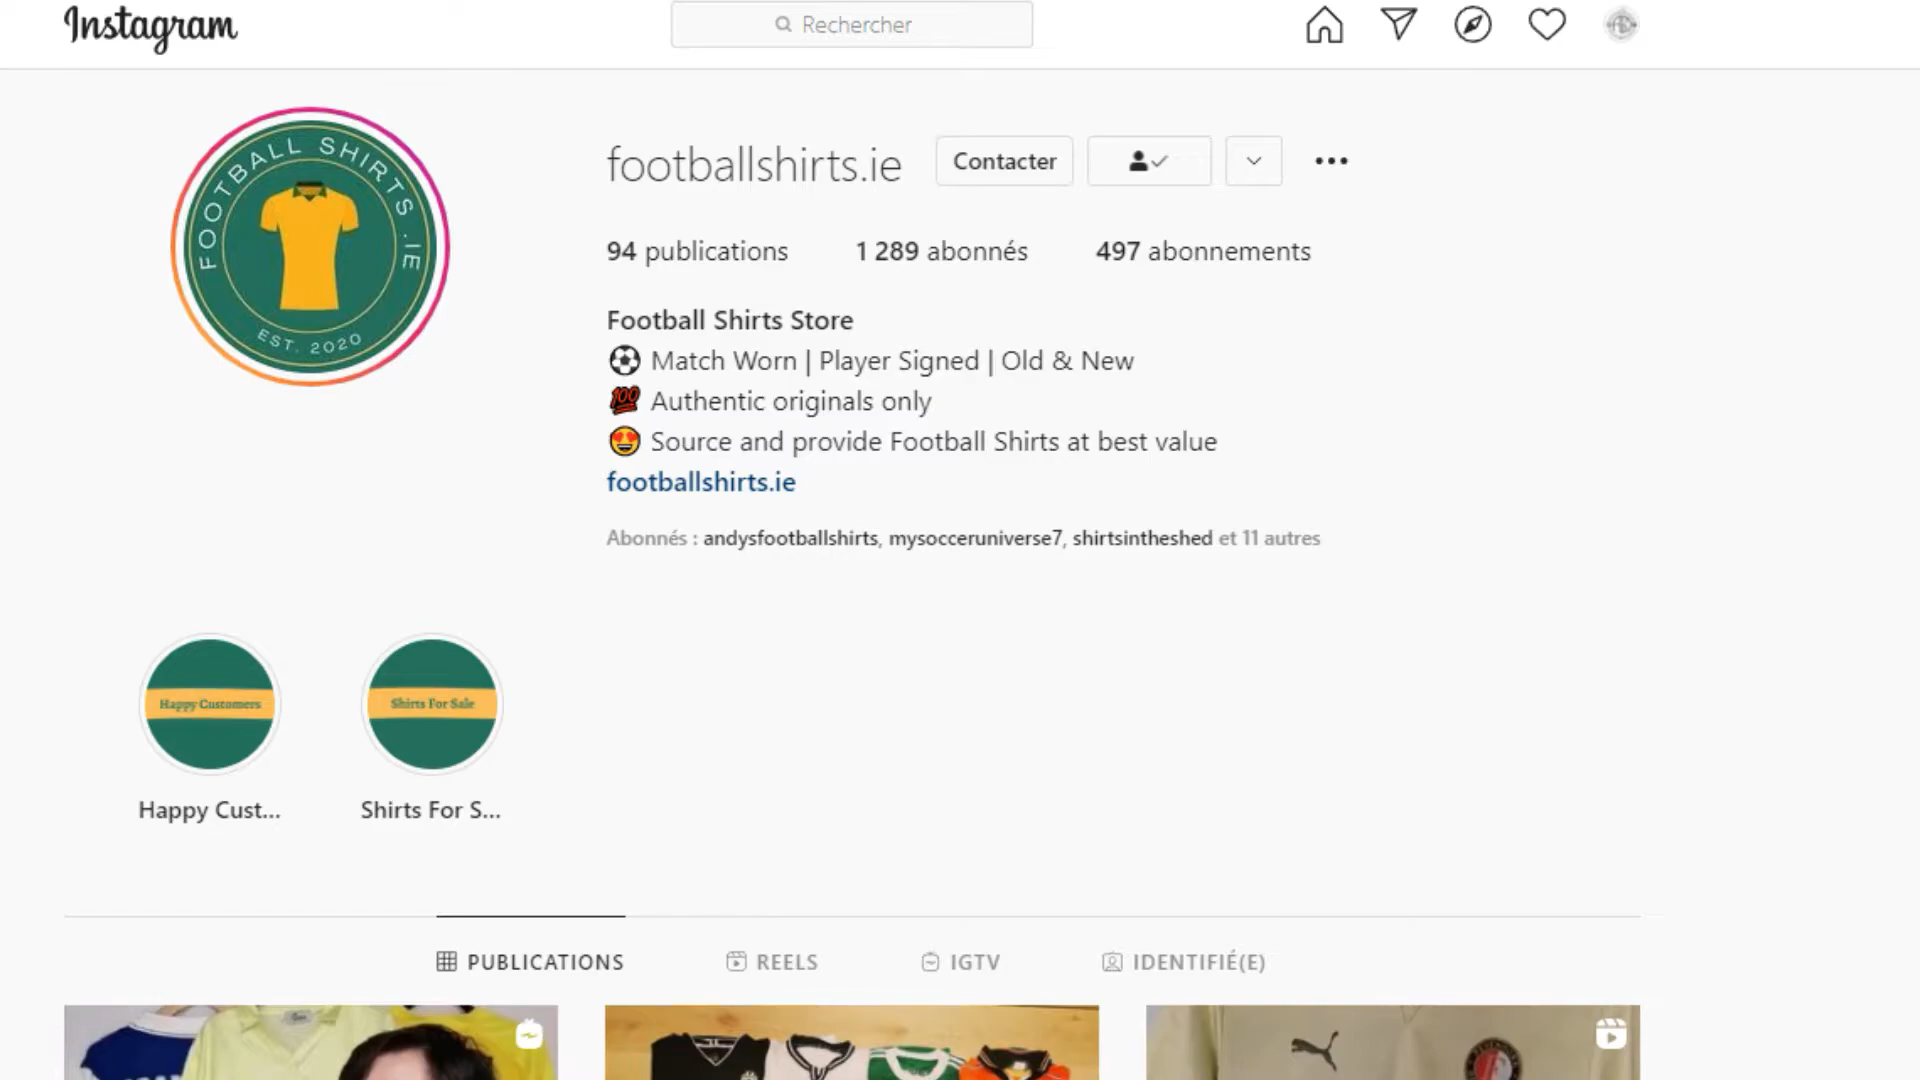 Instagram
Rechercher
FOOTBALL SHIRTS .IE
EST. 2020
footballshirts.ie
Contacter
94 publications
1 289 abonnés
497 abonnements
Football Shirts Store
⚽ Match Worn | Player Signed | Old & New
💯 Authentic originals only
😍 Source and provide Football Shirts at best value
footballshirts.ie
Abonnés : andysfootballshirts, mysocceruniverse7, shirtsintheshed et 11 autres
Happy Customers
Shirts For Sale
Happy Cust...
Shirts For S...
PUBLICATIONS
REELS
IGTV
IDENTIFIÉ(E)